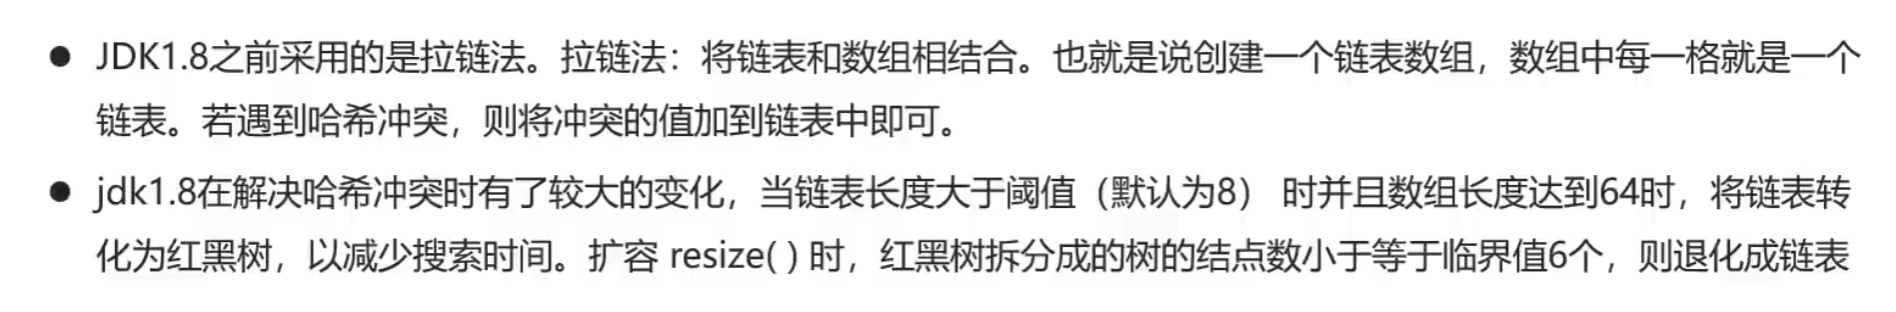 ● JDK1.8之前采用的是拉链法。拉链法：将链表和数组相结合。也就是说创建一个链表数组，数组中每一格就是一个
链表。若遇到哈希冲突，则将冲突的值加到链表中即可。
● jdk1.8在解决哈希冲突时有了较大的变化，当链表长度大于阈值（默认为8） 时并且数组长度达到64时，将链表转
化为红黑树，以减少搜索时间。扩容 resize( ) 时，红黑树拆分成的树的结点数小于等于临界值6个，则退化成链表